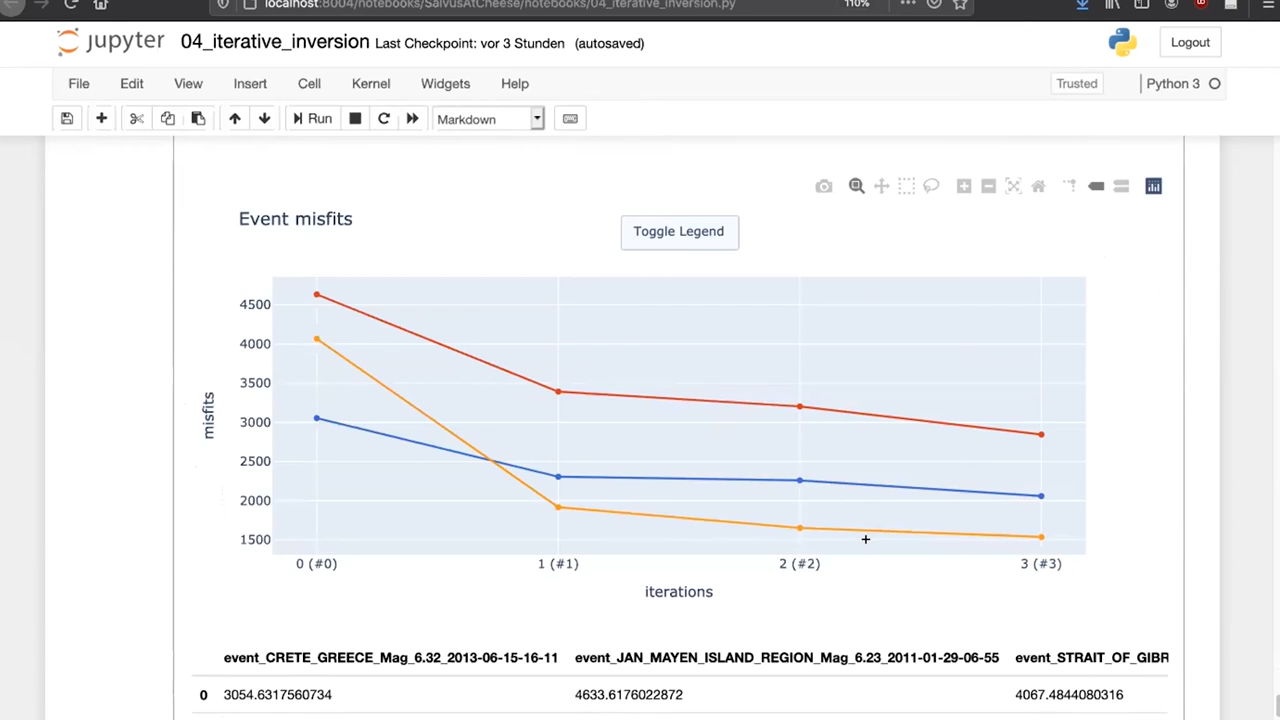 localhost:8004/notebooks/SalvusAtCheese/notebooks/04_iterative_inversion.py
110%
jupyter 04_iterative_inversion Last Checkpoint: vor 3 Stunden (autosaved)
Logout
File Edit View Insert Cell Kernel Widgets Help
Trusted
Python 3
Run
Markdown
Event misfits
Toggle Legend
4500
4000
3500
3000
2500
2000
1500
misfits
0 (#0) 1 (#1) 2 (#2) 3 (#3)
iterations
event_CRETE_GREECE_Mag_6.32_2013-06-15-16-11 event_JAN_MAYEN_ISLAND_REGION_Mag_6.23_2011-01-29-06-55 event_STRAIT_OF_GIBR
0 3054.6317560734 4633.6176022872 4067.4844080316